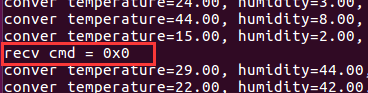 conver temperature=24.00, humidity=3.00,
conver temperature=44.00, humidity=8.00,
conver temperature=15.00, humidity=2.00,
recv cmd = 0x0
conver temperature=29.00, humidity=44.00,
conver temperature=22.00, humidity=42.00,